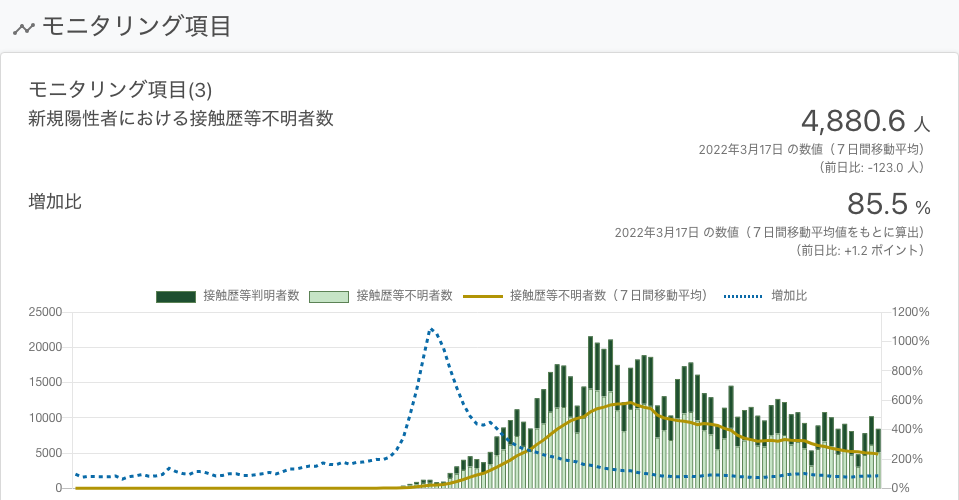 モニタリング項目
モニタリング項目(3)
新規陽性者における接触歴等不明者数
4,880.6 人
2022年3月17日 の数値（７日間移動平均）
（前日比: -123.0 人）
増加比
85.5 %
2022年3月17日 の数値（７日間移動平均値をもとに算出）
（前日比: +1.2 ポイント）
接触歴等判明者数 接触歴等不明者数 接触歴等不明者数（７日間移動平均） 増加比
25000 1200%
20000 1000%
15000 800%
10000 600%
5000 400%
0 200%
0%